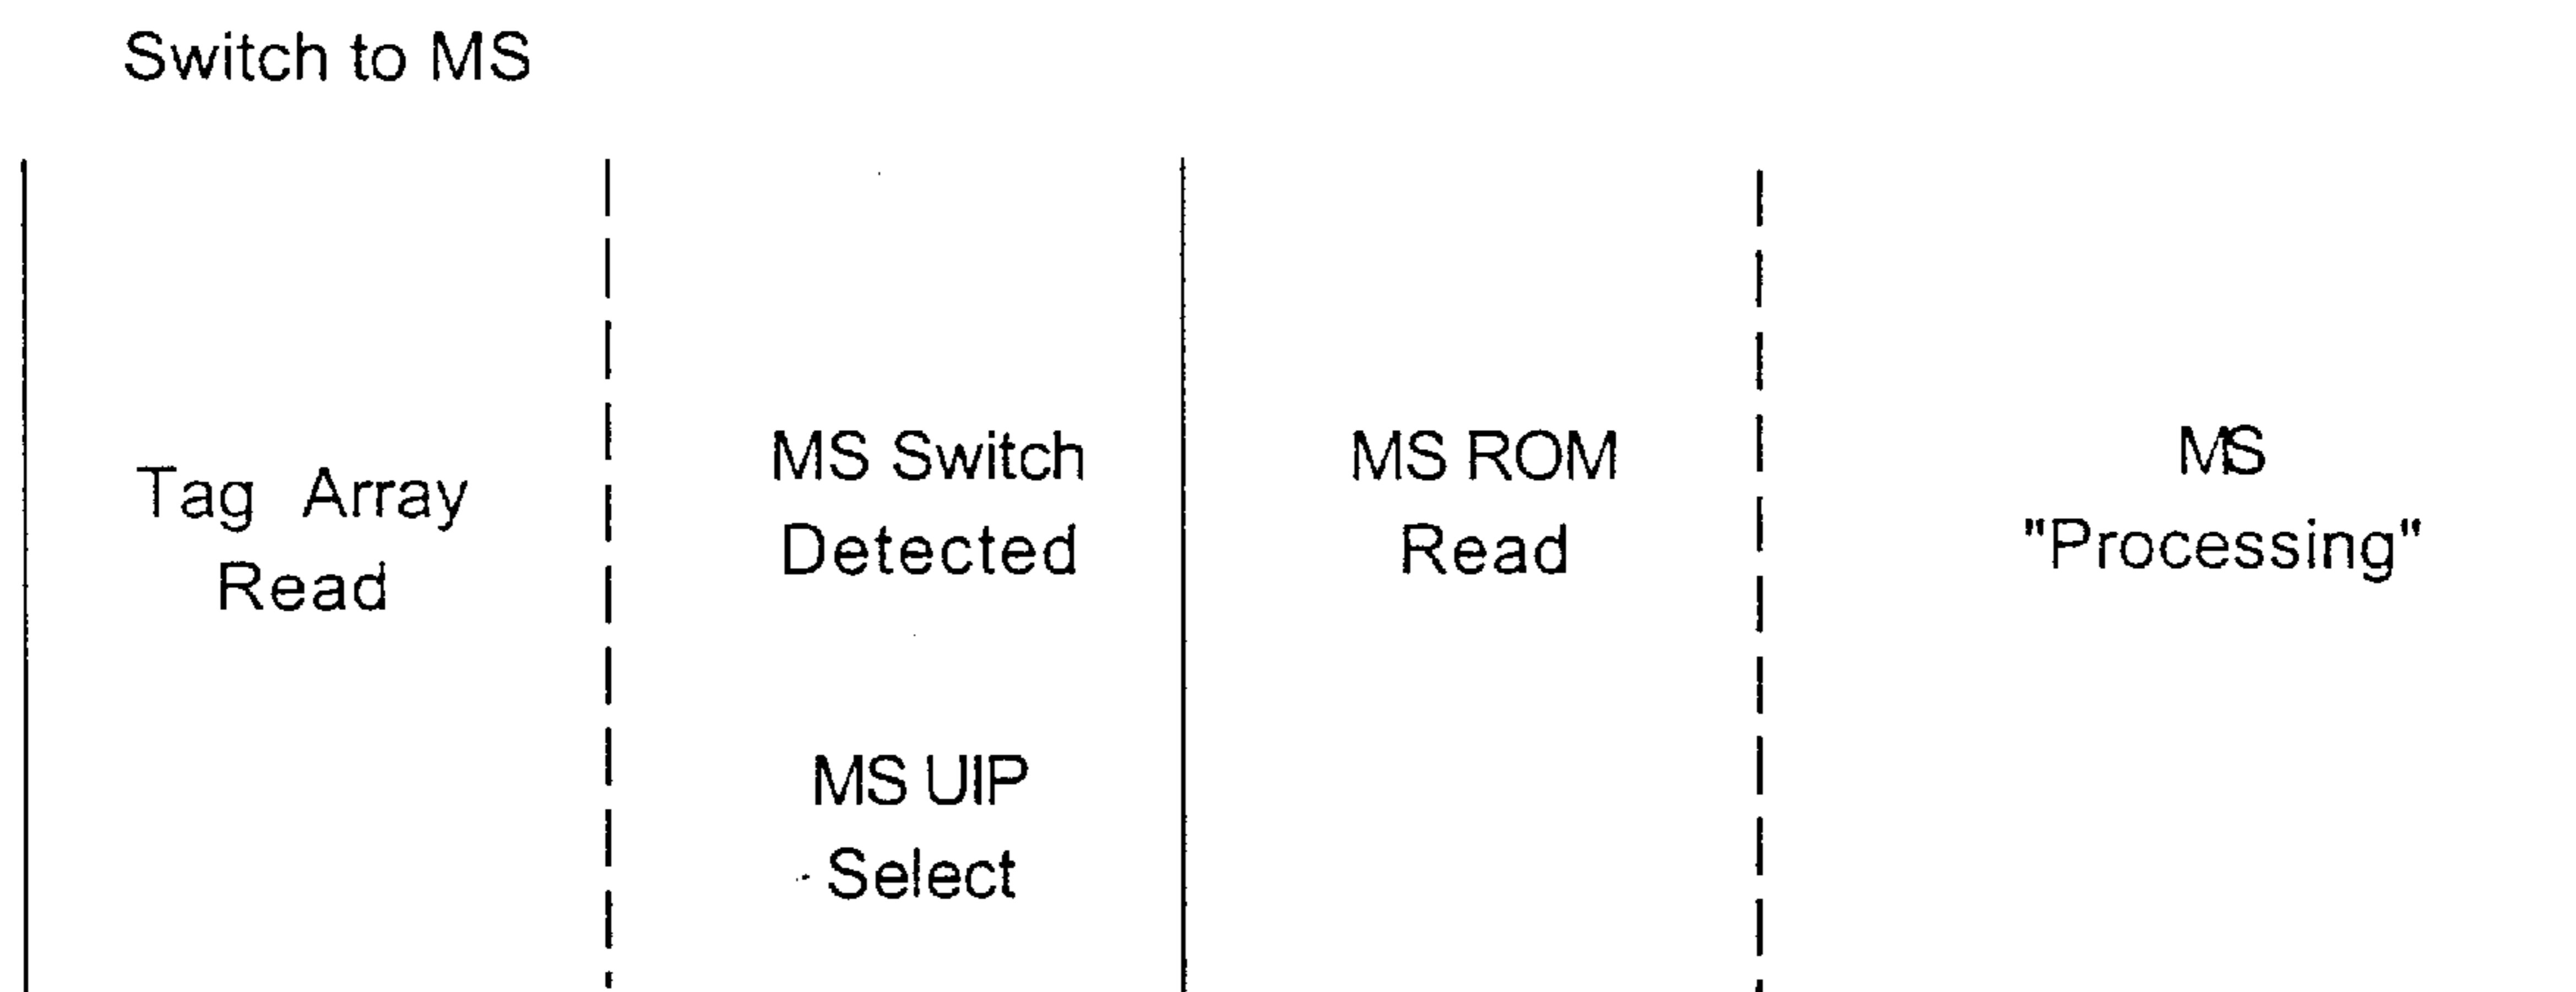 Switch to MS
Tag Array
Read
MS Switch
Detected
MS UIP
Select
MS ROM
Read
MS
"Processing"